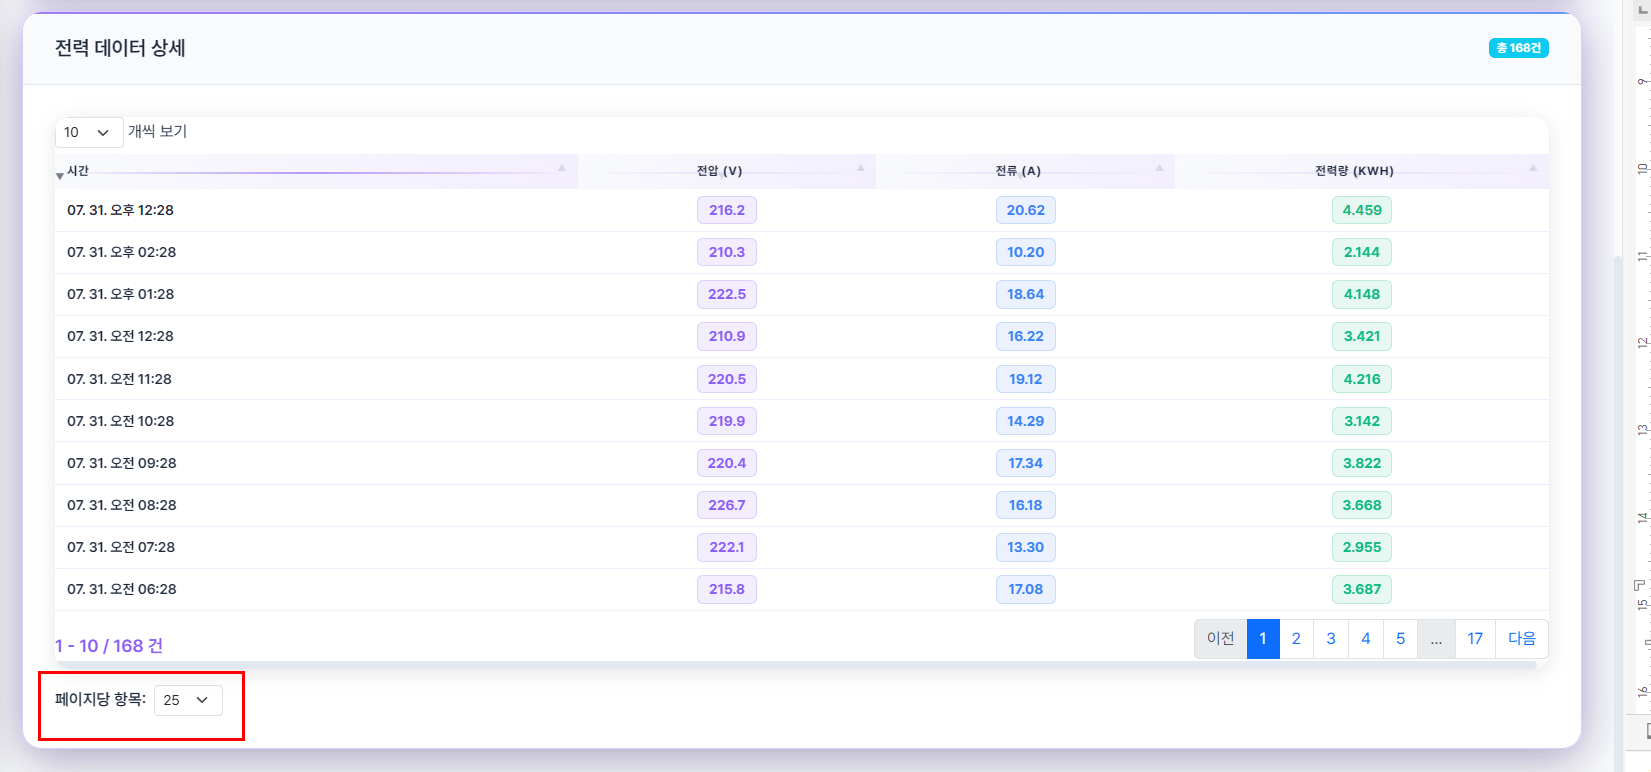 전력 데이터 상세 총 168건
10 개씩 보기
시간 전압 (V) 전류 (A) 전력량 (KWH)
07. 31. 오후 12:28 216.2 20.62 4.459
07. 31. 오후 02:28 210.3 10.20 2.144
07. 31. 오후 01:28 222.5 18.64 4.148
07. 31. 오전 12:28 210.9 16.22 3.421
07. 31. 오전 11:28 220.5 19.12 4.216
07. 31. 오전 10:28 219.9 14.29 3.142
07. 31. 오전 09:28 220.4 17.34 3.822
07. 31. 오전 08:28 226.7 16.18 3.668
07. 31. 오전 07:28 222.1 13.30 2.955
07. 31. 오전 06:28 215.8 17.08 3.687
1 - 10 / 168 건 이전 1 2 3 4 5 ... 17 다음
페이지당 항목: 25
9
10
11
12
13
14
15
16